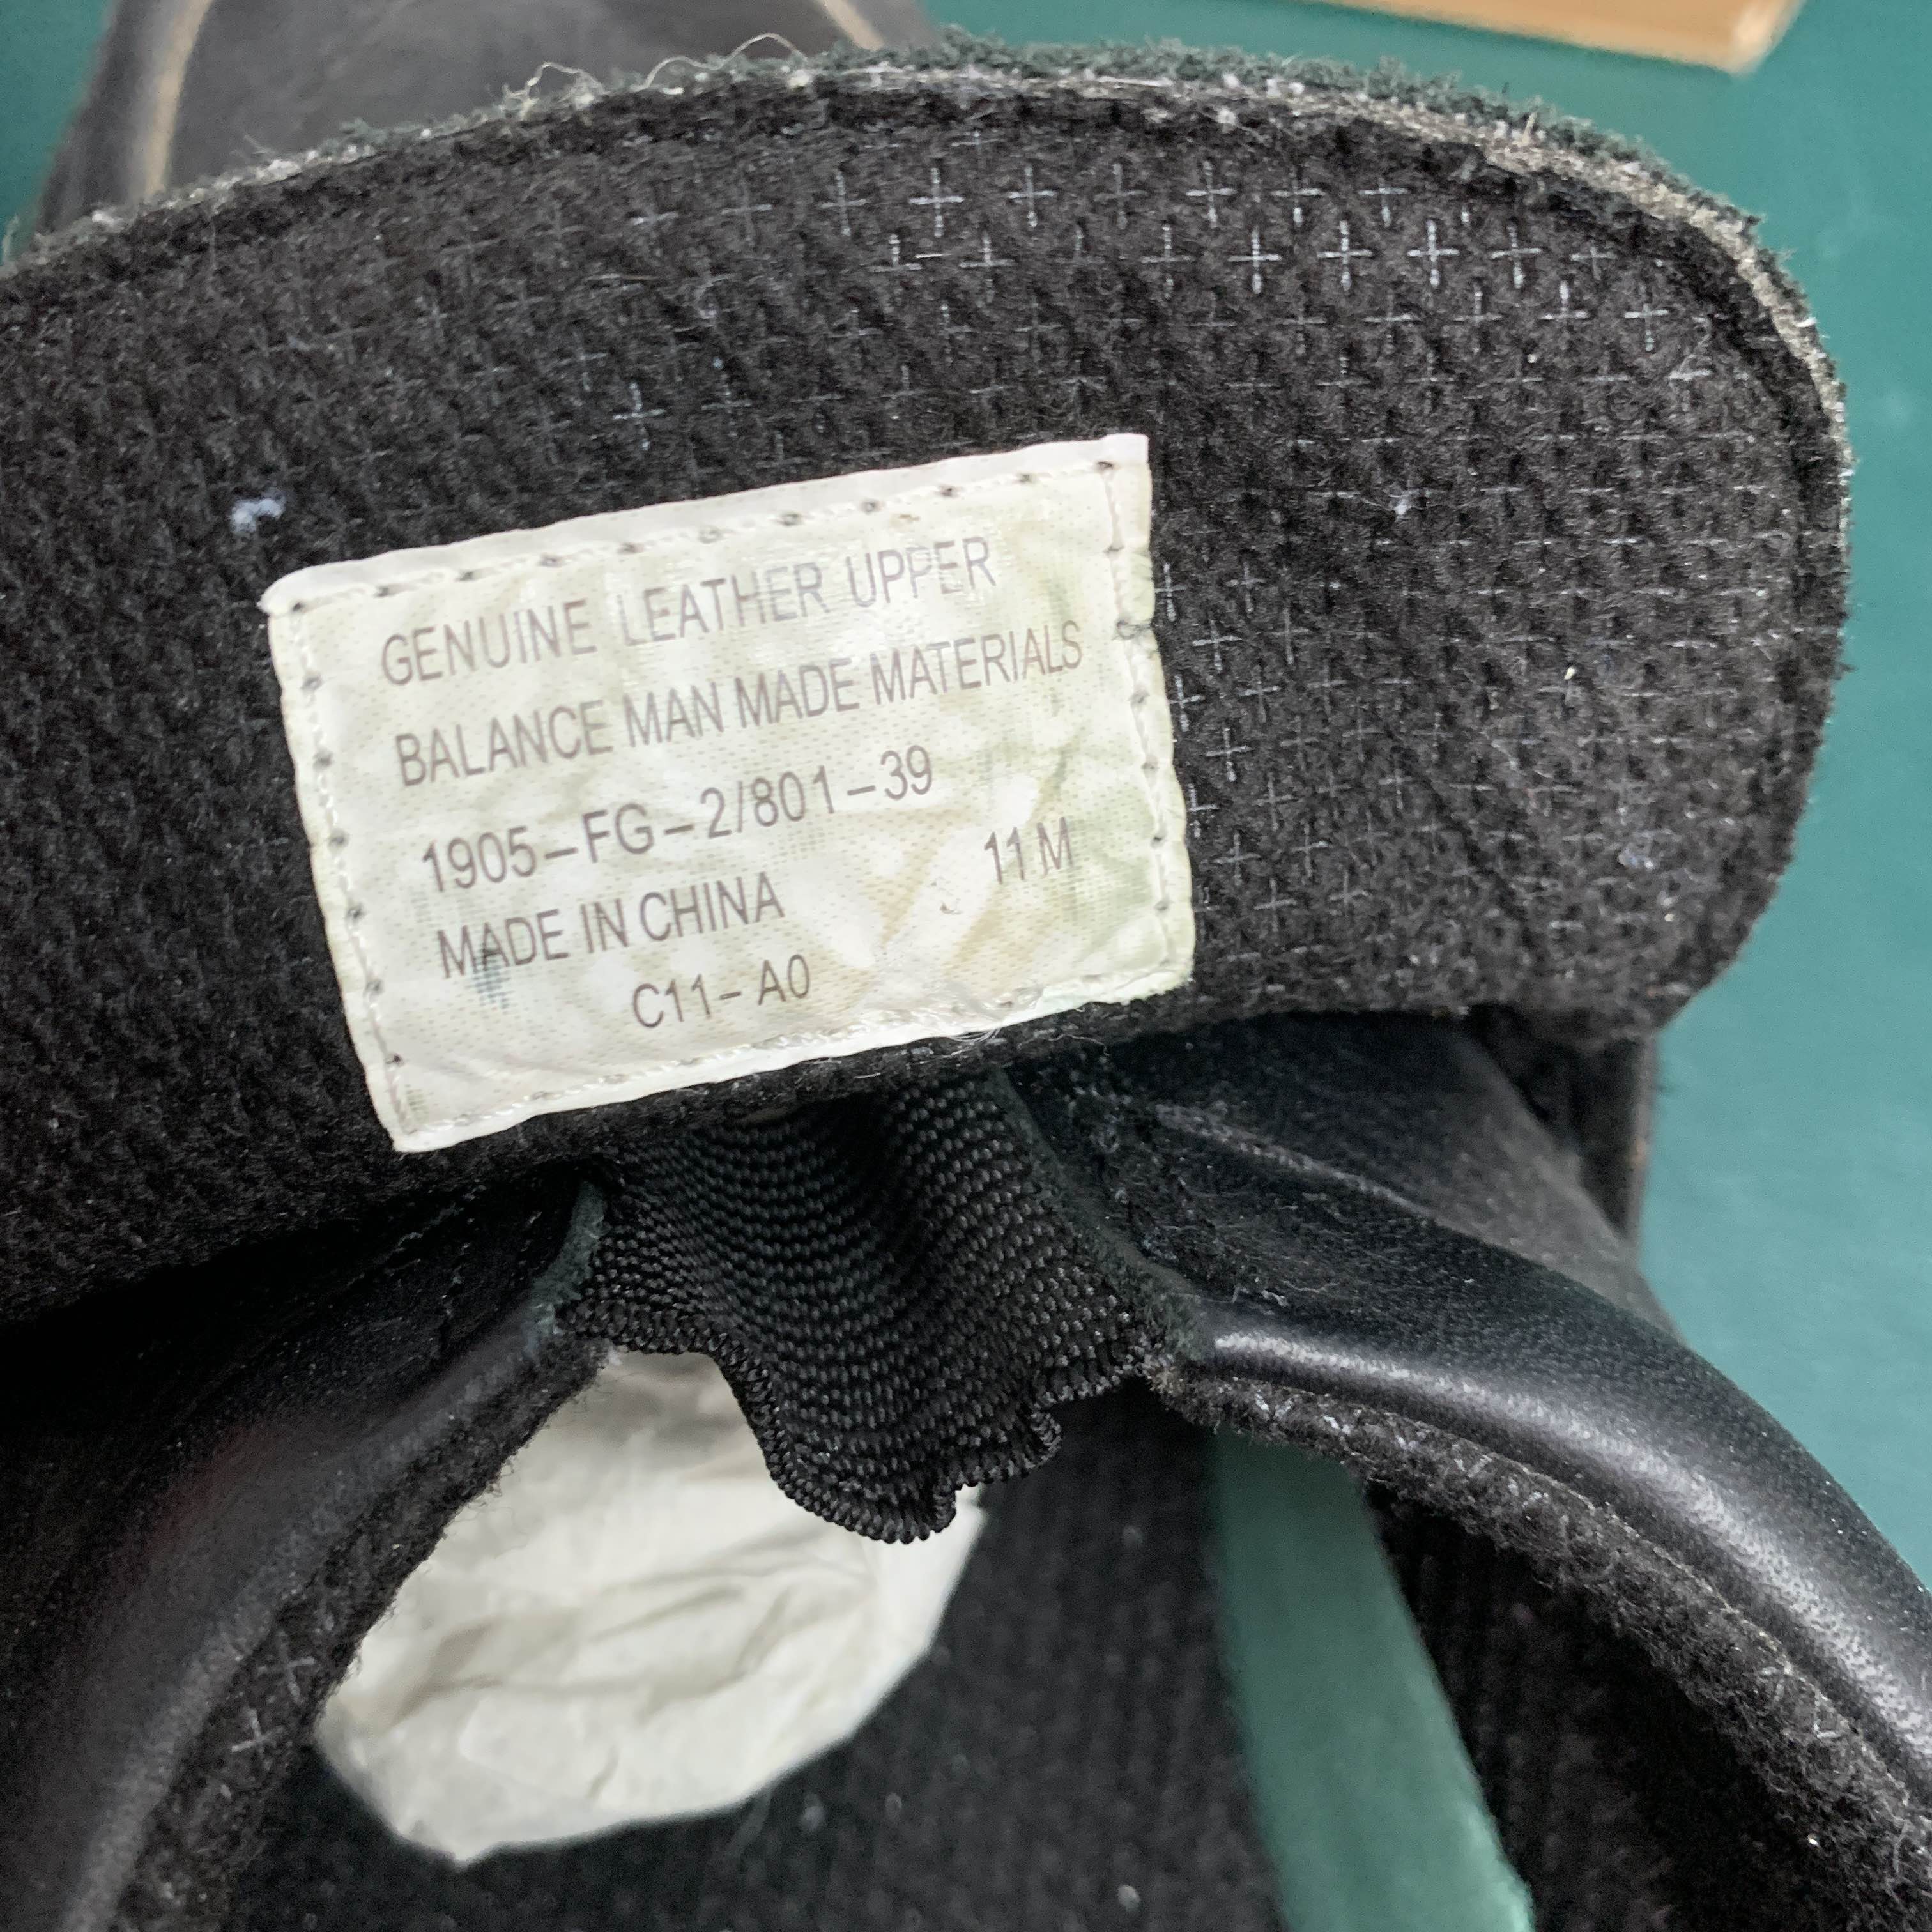 GENUINE LEATHER UPPER
BALANCE MAN MADE MATERIALS
1905-FG-2/801-39
11 M
MADE IN CHINA
C11-A0